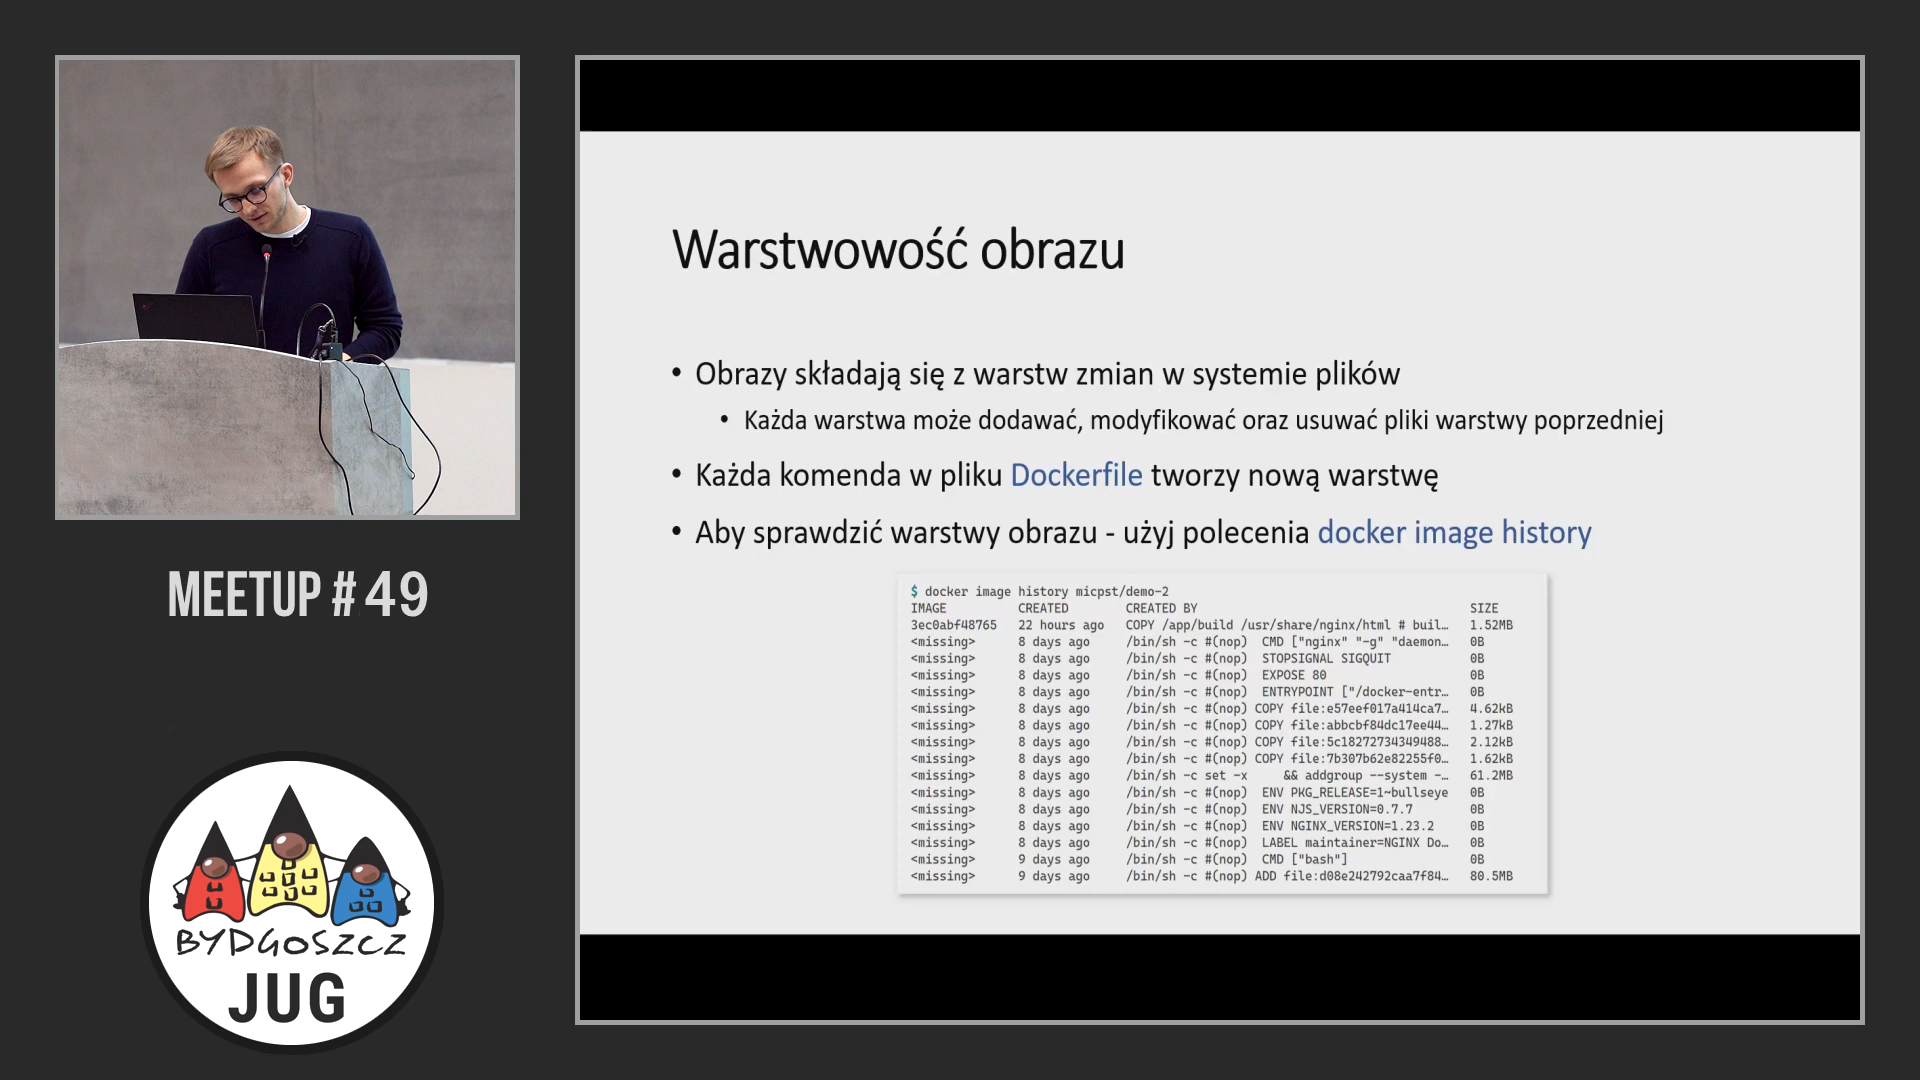 MEETUP #49
BYDGOSZCZ
JUG
Warstwowość obrazu
• Obrazy składają się z warstw zmian w systemie plików
• Każda warstwa może dodawać, modyfikować oraz usuwać pliki warstwy poprzedniej
• Każda komenda w pliku Dockerfile tworzy nową warstwę
• Aby sprawdzić warstwy obrazu - użyj polecenia docker image history
$ docker image history micpst/demo-2
IMAGE CREATED CREATED BY SIZE
3ec0abf48765 22 hours ago COPY /app/build /usr/share/nginx/html # buil… 1.52MB
<missing> 8 days ago /bin/sh -c #(nop) CMD ["nginx" "-g" "daemon… 0B
<missing> 8 days ago /bin/sh -c #(nop) STOPSIGNAL SIGQUIT 0B
<missing> 8 days ago /bin/sh -c #(nop) EXPOSE 80 0B
<missing> 8 days ago /bin/sh -c #(nop) ENTRYPOINT ["/docker-entr… 0B
<missing> 8 days ago /bin/sh -c #(nop) COPY file:e57eef017a414ca7… 4.62kB
<missing> 8 days ago /bin/sh -c #(nop) COPY file:abbcbf84dc17ee44… 1.27kB
<missing> 8 days ago /bin/sh -c #(nop) COPY file:5c18272734349488… 2.12kB
<missing> 8 days ago /bin/sh -c #(nop) COPY file:7b307b62e82255f0… 1.62kB
<missing> 8 days ago /bin/sh -c set -x && addgroup --system -… 61.2MB
<missing> 8 days ago /bin/sh -c #(nop) ENV PKG_RELEASE=1~bullseye 0B
<missing> 8 days ago /bin/sh -c #(nop) ENV NJS_VERSION=0.7.7 0B
<missing> 8 days ago /bin/sh -c #(nop) ENV NGINX_VERSION=1.23.2 0B
<missing> 8 days ago /bin/sh -c #(nop) LABEL maintainer=NGINX Do… 0B
<missing> 9 days ago /bin/sh -c #(nop) CMD ["bash"] 0B
<missing> 9 days ago /bin/sh -c #(nop) ADD file:d08e242792caa7f84… 80.5MB